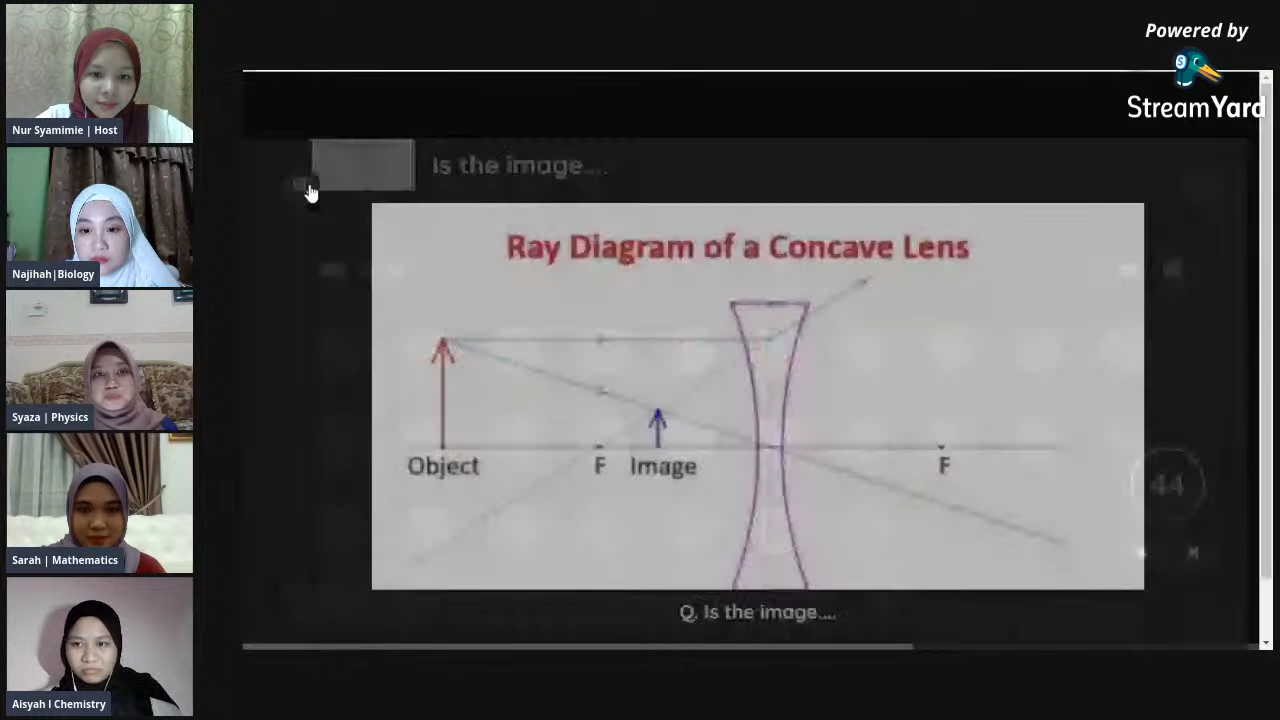 Powered by
StreamYard
Nur Syamimie | Host
Najihah|Biology
Syaza | Physics
Sarah | Mathematics
Aisyah l Chemistry
Is the image....
Ray Diagram of a Concave Lens
Object
F
Image
F
44
Q. Is the image....